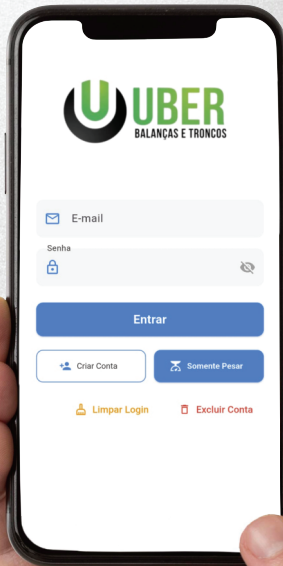 UBER
BALANÇAS E TRONCOS
E-mail
Senha
Entrar
Criar Conta
Somente Pesar
Limpar Login
Excluir Conta